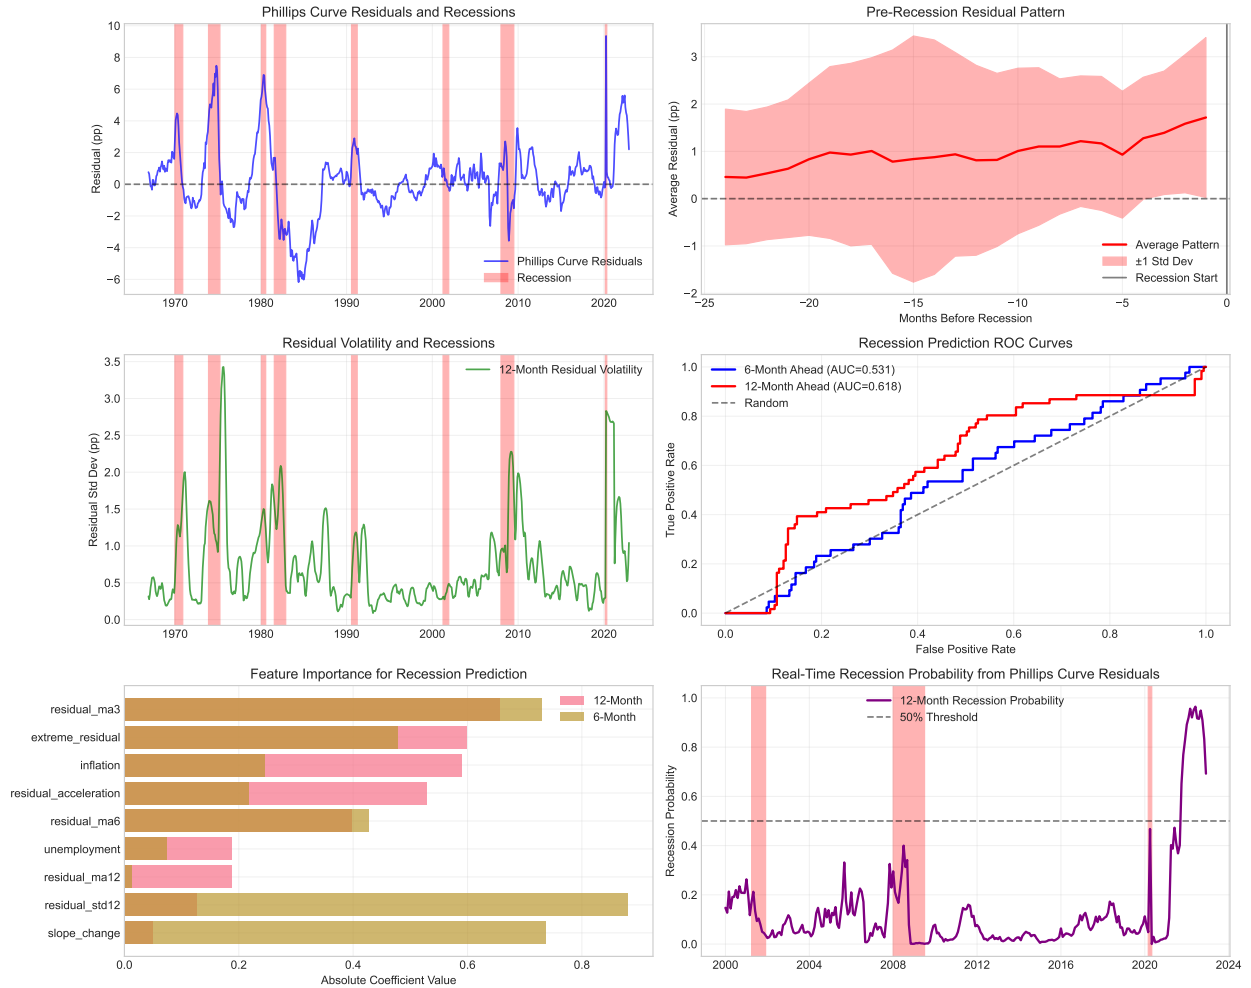 Phillips Curve Residuals and Recessions
Residual (pp)
10
8
6
4
2
0
−2
−4
−6
1970
1980
1990
2000
2010
2020
Phillips Curve Residuals
Recession
Pre-Recession Residual Pattern
Average Residual (pp)
3
2
1
0
−1
−2
−25
−20
−15
−10
−5
0
Months Before Recession
Average Pattern
±1 Std Dev
Recession Start
Residual Volatility and Recessions
Residual Std Dev (pp)
3.5
3.0
2.5
2.0
1.5
1.0
0.5
0.0
1970
1980
1990
2000
2010
2020
12-Month Residual Volatility
Recession Prediction ROC Curves
True Positive Rate
1.0
0.8
0.6
0.4
0.2
0.0
0.0
0.2
0.4
0.6
0.8
1.0
False Positive Rate
6-Month Ahead (AUC=0.531)
12-Month Ahead (AUC=0.618)
Random
Feature Importance for Recession Prediction
residual_ma3
extreme_residual
inflation
residual_acceleration
residual_ma6
unemployment
residual_ma12
residual_std12
slope_change
0.0
0.2
0.4
0.6
0.8
Absolute Coefficient Value
12-Month
6-Month
Real-Time Recession Probability from Phillips Curve Residuals
Recession Probability
1.0
0.8
0.6
0.4
0.2
0.0
2000
2004
2008
2012
2016
2020
2024
12-Month Recession Probability
50% Threshold